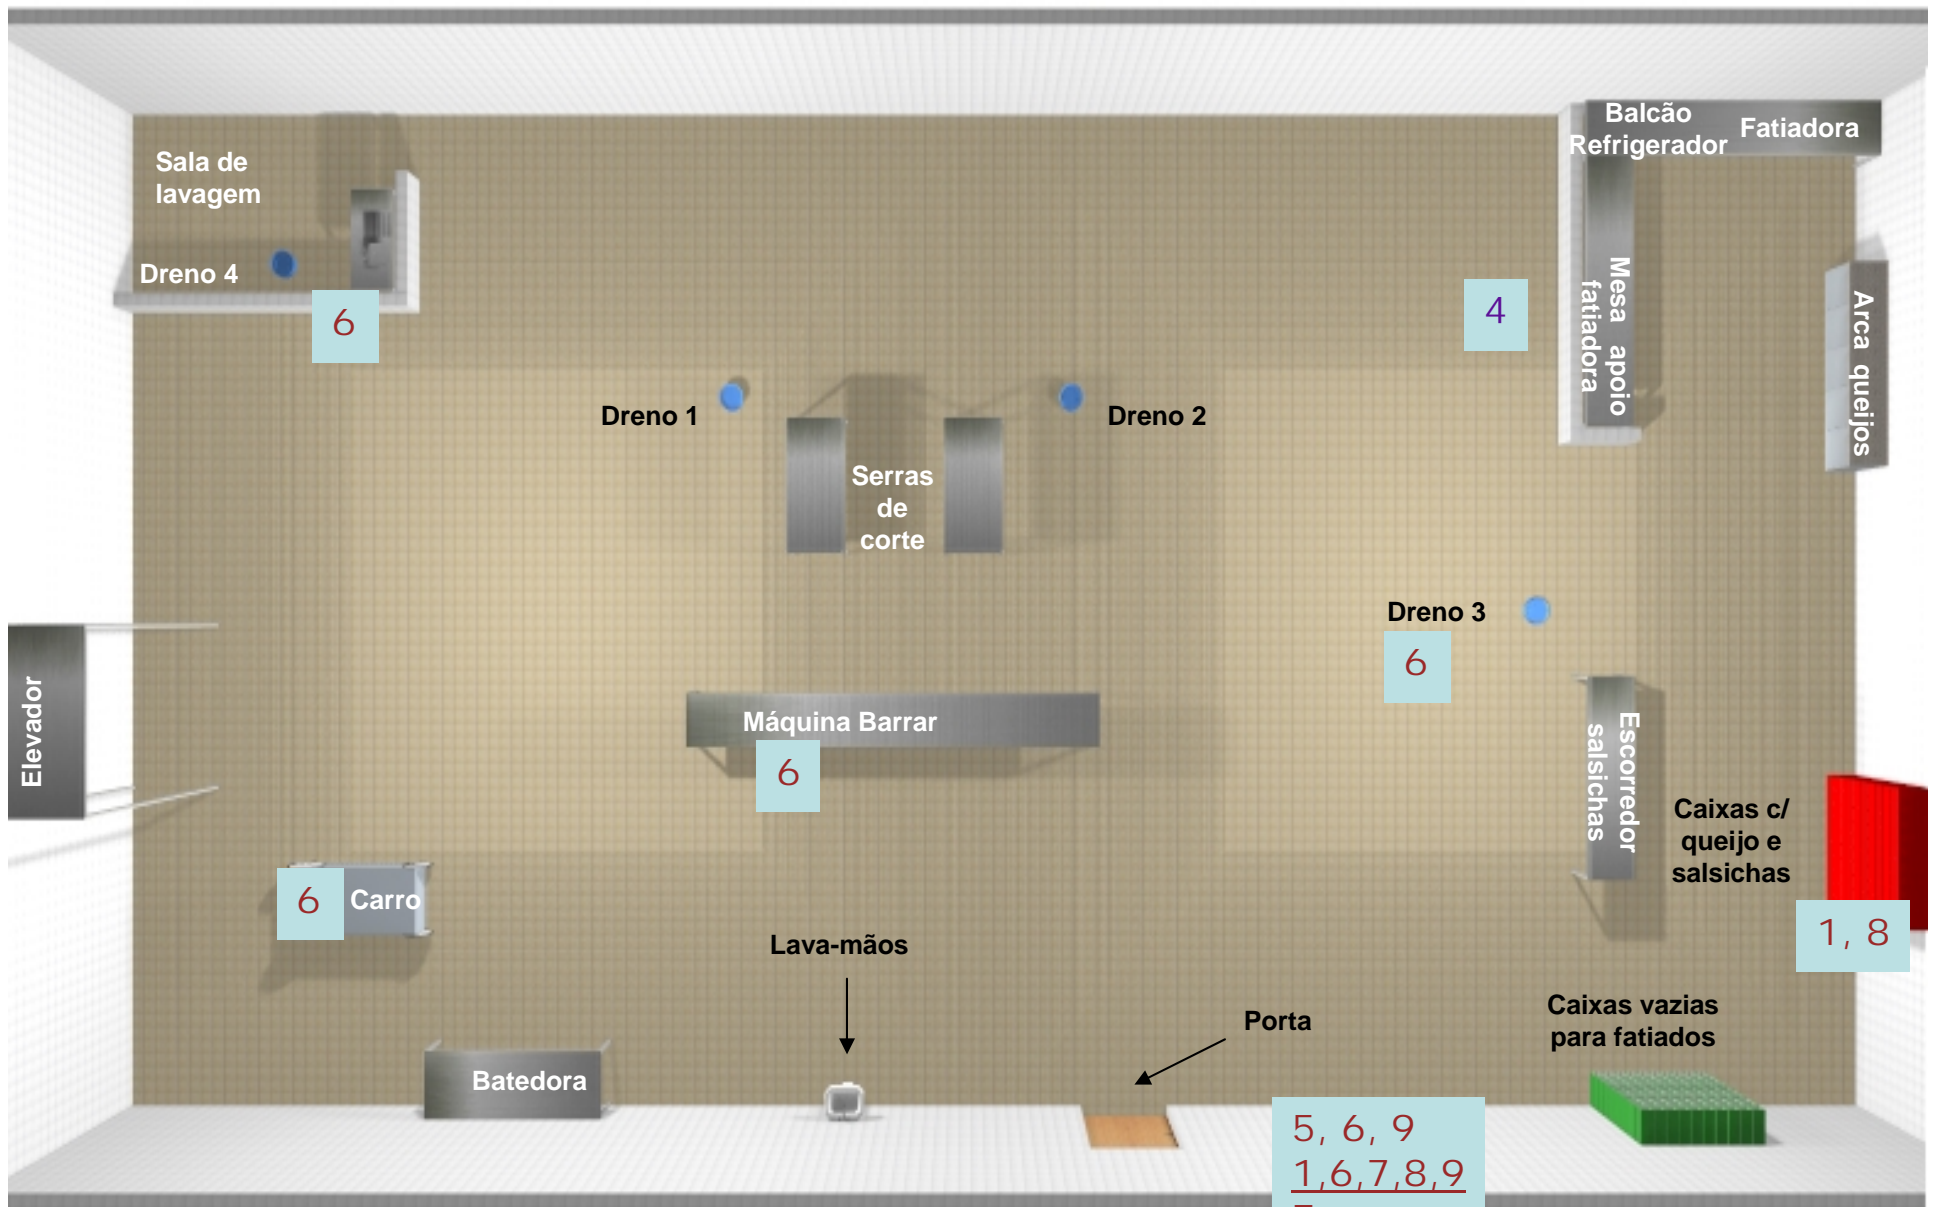 Balcão
Refrigerador
Fatiadora
Sala de
lavagem
Dreno 4
6
4
Mesa apoio
fatiadora
Arca queijos
Dreno 1
Dreno 2
Serras
de
corte
Dreno 3
6
Elevador
Máquina Barrar
6
Escorredor
salsichas
Caixas c/
queijo e
salsichas
6
Carro
1, 8
Lava-mãos
Porta
Caixas vazias
para fatiados
Batedora
5, 6, 9
1,6,7,8,9